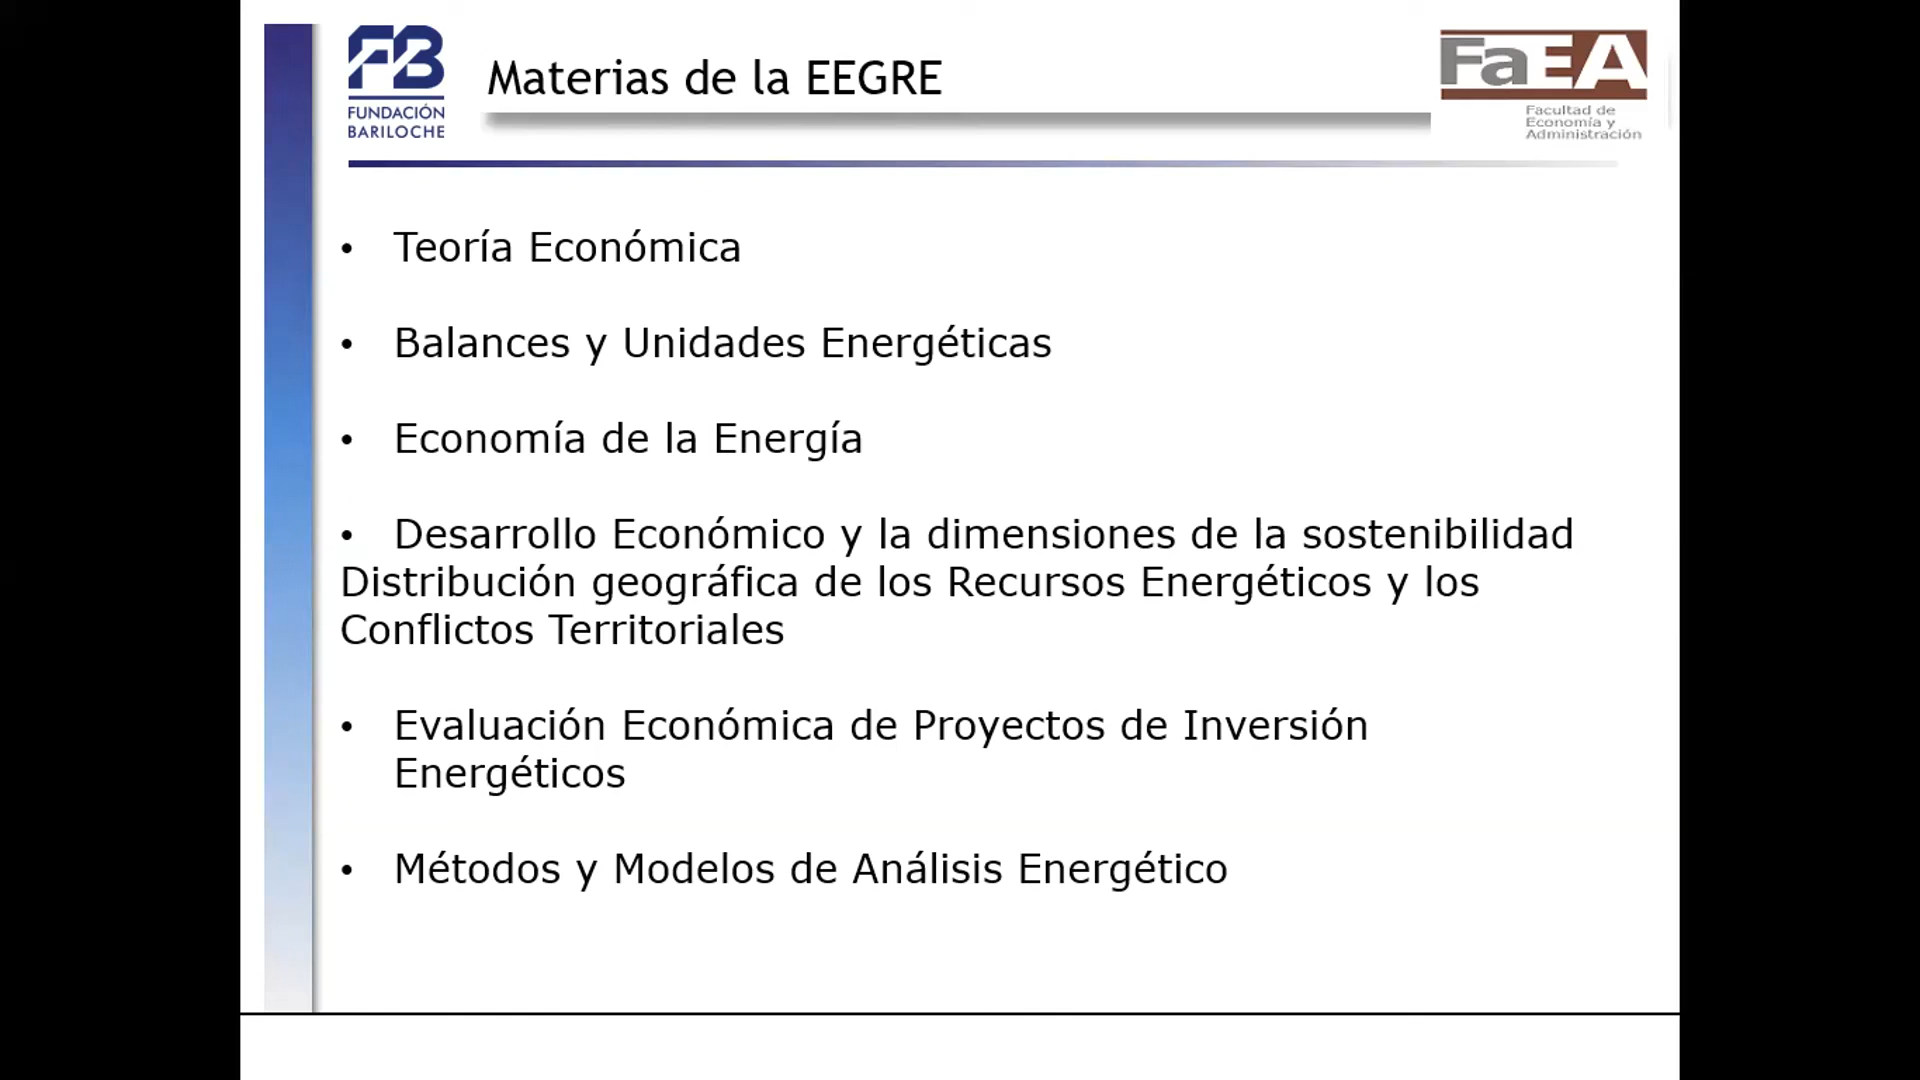 FB
FUNDACIÓN
BARILOCHE
Materias de la EEGRE
FaEA
Facultad de
Economía y
Administración
• Teoría Económica
• Balances y Unidades Energéticas
• Economía de la Energía
• Desarrollo Económico y la dimensiones de la sostenibilidad
Distribución geográfica de los Recursos Energéticos y los
Conflictos Territoriales
• Evaluación Económica de Proyectos de Inversión
Energéticos
• Métodos y Modelos de Análisis Energético